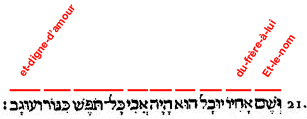 Et-le-nom
du-frère-à-lui
et-digne-d'amour
21. וְשֵׁם אָחִיו יוּבָל הוּא הָיָה אֲבִי כָּל־תֹּפֵשׂ כִּנּוֹר וְעוּגָב׃